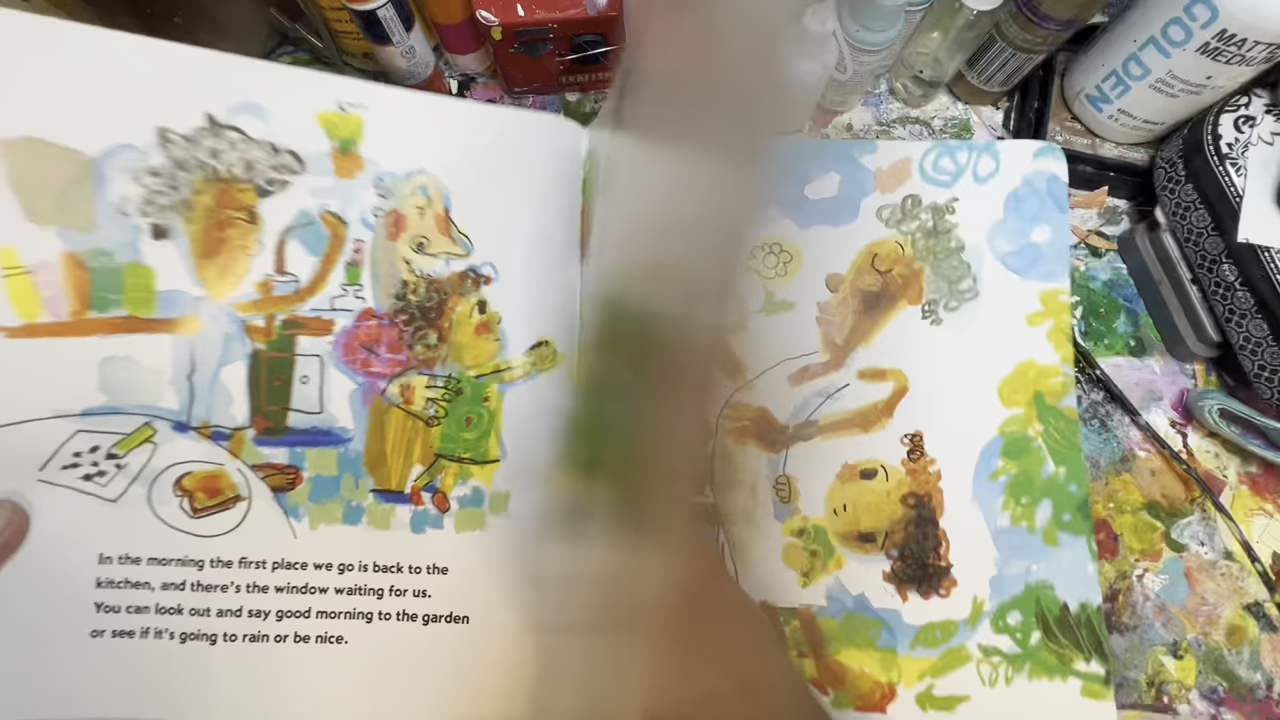 In the morning the first place we go is back to the
kitchen, and there's the window waiting for us.
You can look out and say good morning to the garden
or see if it's going to rain or be nice.
GOLDEN
MATTE
MEDIUM